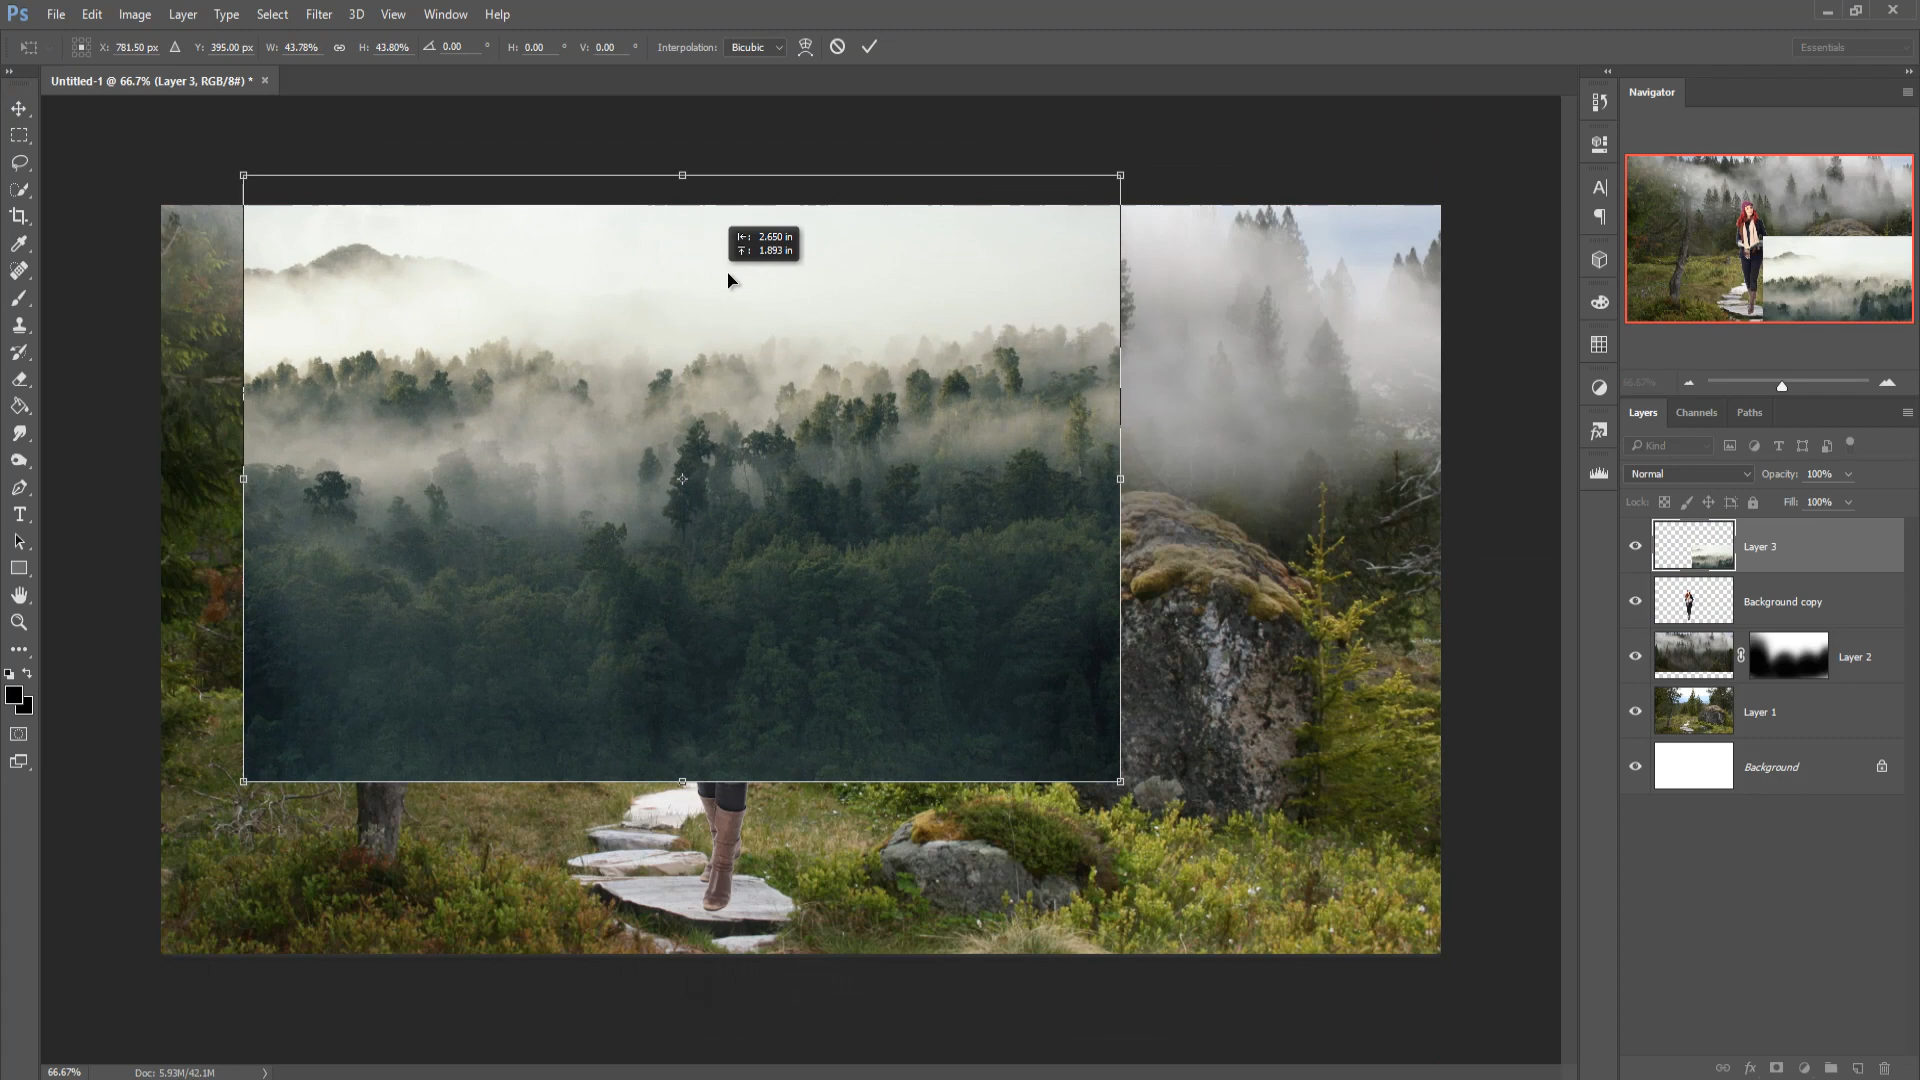 Ps File Edit Image Layer Type Select Filter 3D View Window Help
X: 781.50 px Y: 395.00 px W: 43.78% H: 43.80% 0.00 ° H: 0.00 ° V: 0.00 ° Interpolation: Bicubic Essentials
Untitled-1 @ 66.7% (Layer 3, RGB/8#) * ×
Navigator
2.650 in
1.893 in
66.67%
Layers Channels Paths
Kind
Normal Opacity: 100%
Lock: Fill: 100%
Layer 3
Background copy
Layer 2
Layer 1
Background
66.67% Doc: 5.93M/42.1M